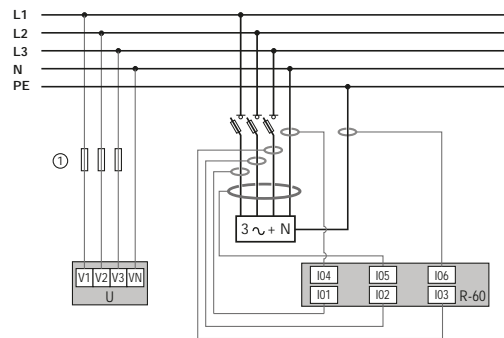 L1
L2
L3
N
PE
①
3 ~ + N
V1 V2 V3 VN
U
I04 I05 I06
I01 I02 I03
R-60